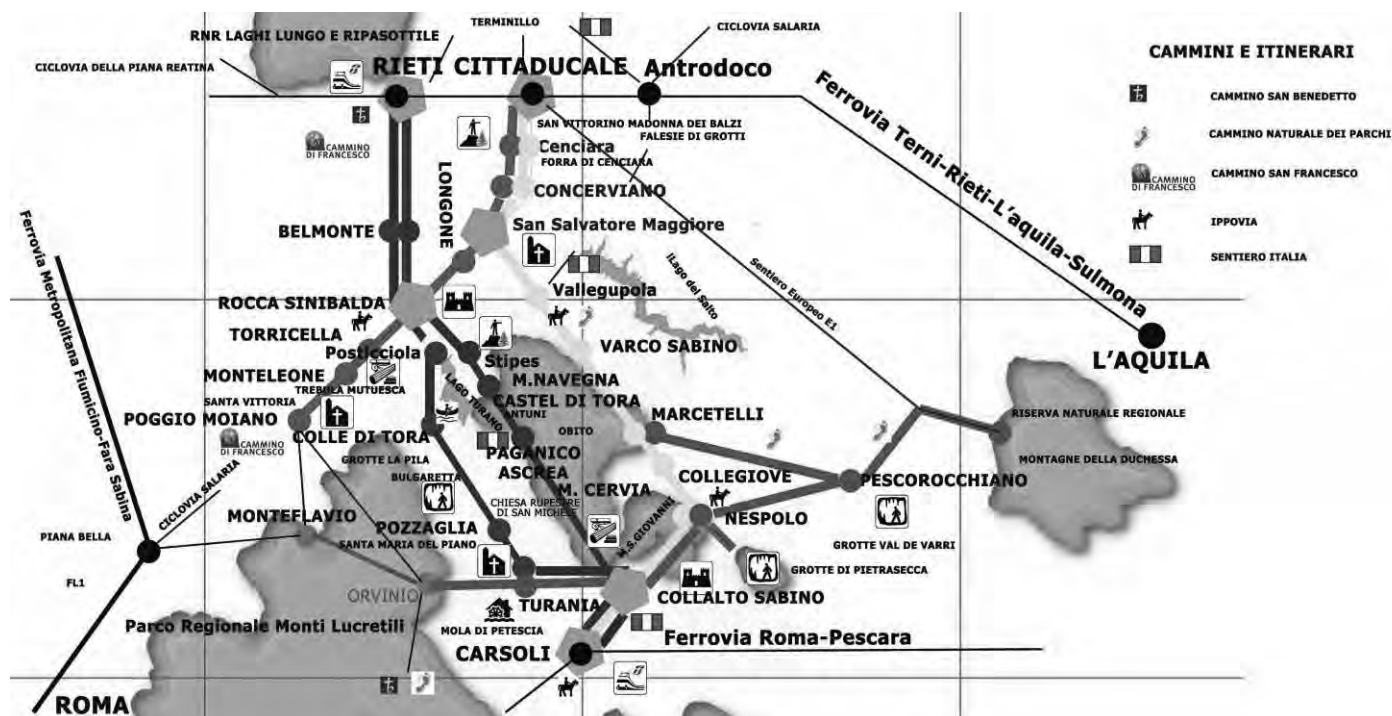 TERMINILLO
CICLOVIA SALARIA
RNR LAGHI LUNGO E RIPASOTTILE
CICLOVIA DELLA PIANA REATINA
RIETI CITTADUCALE Antrodoco
CAMMINI E ITINERARI
CAMMINO SAN BENEDETTO
CAMMINO NATURALE DEI PARCHI
CAMMINO
DI FRANCESCO
CAMMINO SAN FRANCESCO
IPPOVIA
SENTIERO ITALIA
Ferrovia Terni-Rieti-L'aquila-Sulmona
SAN VITTORINO MADONNA DEI BALZI
FALESIE DI GROTTI
Cenciara
FORRA DI CENCIARA
CAMMINO
DI FRANCESCO
LONGONE
CONCERVIANO
BELMONTE
San Salvatore Maggiore
Ferrovia Metropolitana Fiumicino-Fara Sabina
Sentiero Europeo E1
lLago del Salto
Vallegupola
ROCCA SINIBALDA
TORRICELLA
VARCO SABINO
L'AQUILA
Posticciola
Stipes
MONTELEONE
TREBULA MUTUESCA
LAGO TURANO
M.NAVEGNA
CASTEL DI TORA
SANTA VITTORIA
POGGIO MOIANO
ANTUNI
MARCETELLI
RISERVA NATURALE REGIONALE
CAMMINO
DI FRANCESCO
COLLE DI TORA
OBITO
GROTTE LA PILA
PAGANICO
ASCREA
MONTAGNE DELLA DUCHESSA
BULGARETTA
COLLEGIOVE
PESCOROCCHIANO
CICLOVIA SALARIA
M. CERVIA
CHIESA RUPESTRE
DI SAN MICHELE
MONTEFLAVIO
POZZAGLIA
M.S.GIOVANNI
NESPOLO
PIANA BELLA
SANTA MARIA DEL PIANO
GROTTE VAL DE VARRI
GROTTE DI PIETRASECCA
FL1
ORVINIO
TURANIA
COLLALTO SABINO
Parco Regionale Monti Lucretili
MOLA DI PETESCIA
Ferrovia Roma-Pescara
CARSOLI
ROMA